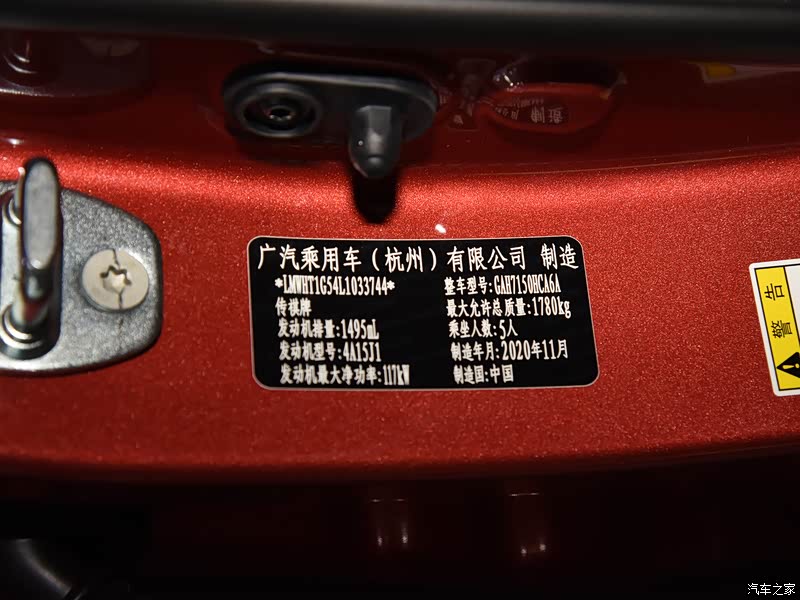 广汽乘用车（杭州）有限公司 制造
*LMWHT1G54L1033744* 整车型号:GAH7150HCA6A
传祺牌 最大允许总质量:1780kg
发动机排量:1495mL 乘坐人数:5人
发动机型号:4A15J1 制造年月:2020年11月
发动机最大净功率:117kW 制造国:中国
警告
汽车之家